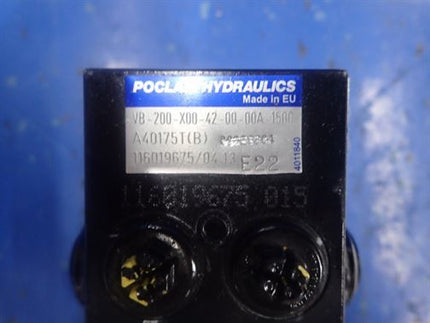 POCLAIN HYDRAULICS
Made in EU
VB-200-X00-42-00-00A-1500
A40175T(B)
116019675/04.13 E22
4011840
116019675 015